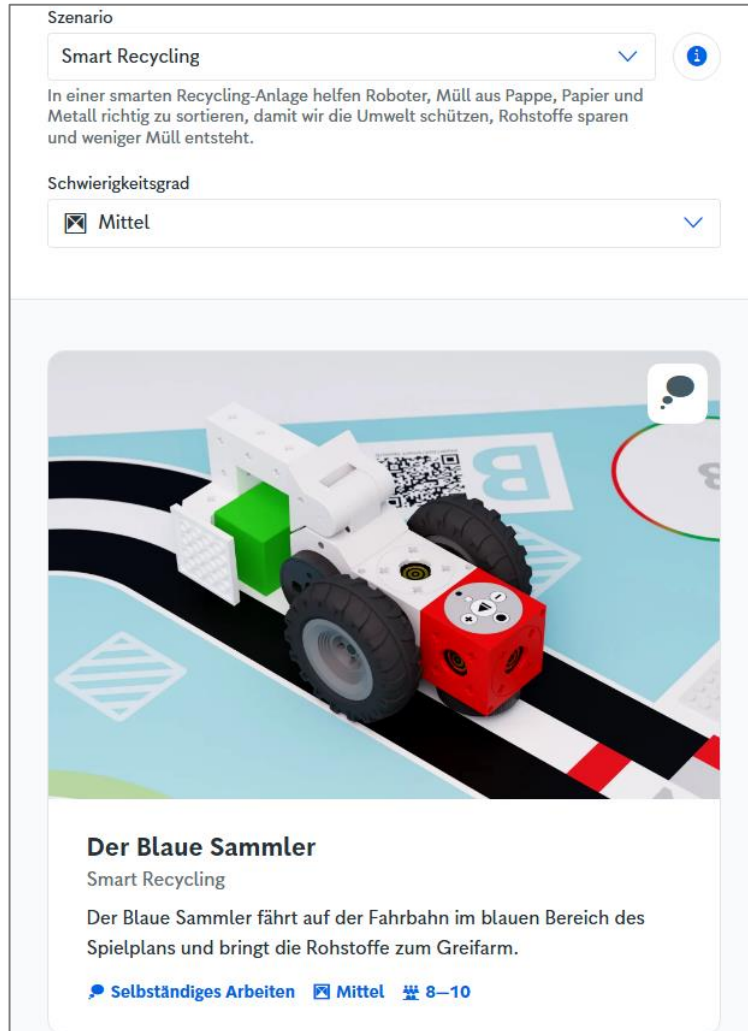 Szenario
Smart Recycling
In einer smarten Recycling-Anlage helfen Roboter, Müll aus Pappe, Papier und
Metall richtig zu sortieren, damit wir die Umwelt schützen, Rohstoffe sparen
und weniger Müll entsteht.
Schwierigkeitsgrad
Mittel
B
Der Blaue Sammler
Smart Recycling
Der Blaue Sammler fährt auf der Fahrbahn im blauen Bereich des
Spielplans und bringt die Rohstoffe zum Greifarm.
Selbständiges Arbeiten Mittel 8—10